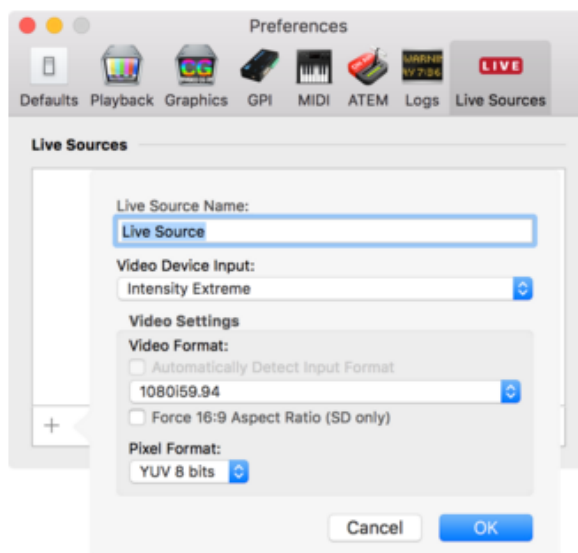 Preferences
CG
LIVE
Defaults Playback Graphics GPI MIDI ATEM Logs Live Sources
Live Sources
Live Source Name:
Live Source
Video Device Input:
Intensity Extreme
Video Settings
Video Format:
Automatically Detect Input Format
1080i59.94
Force 16:9 Aspect Ratio (SD only)
+
Pixel Format:
YUV 8 bits
Cancel OK